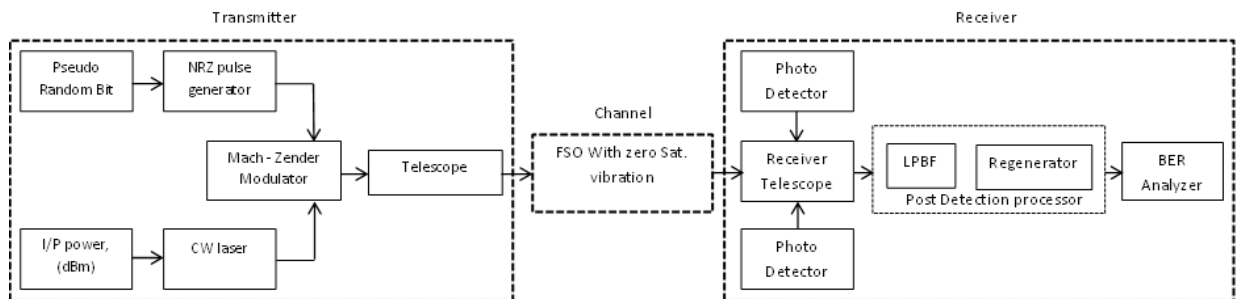 Transmitter
Receiver
Pseudo
Random Bit
NRZ pulse
generator
Mach - Zender
Modulator
I/P power,
(dBm)
CW laser
Telescope
Channel
FSO With zero Sat.
vibration
Photo
Detector
Receiver
Telescope
Photo
Detector
LPBF
Regenerator
Post Detection processor
BER
Analyzer